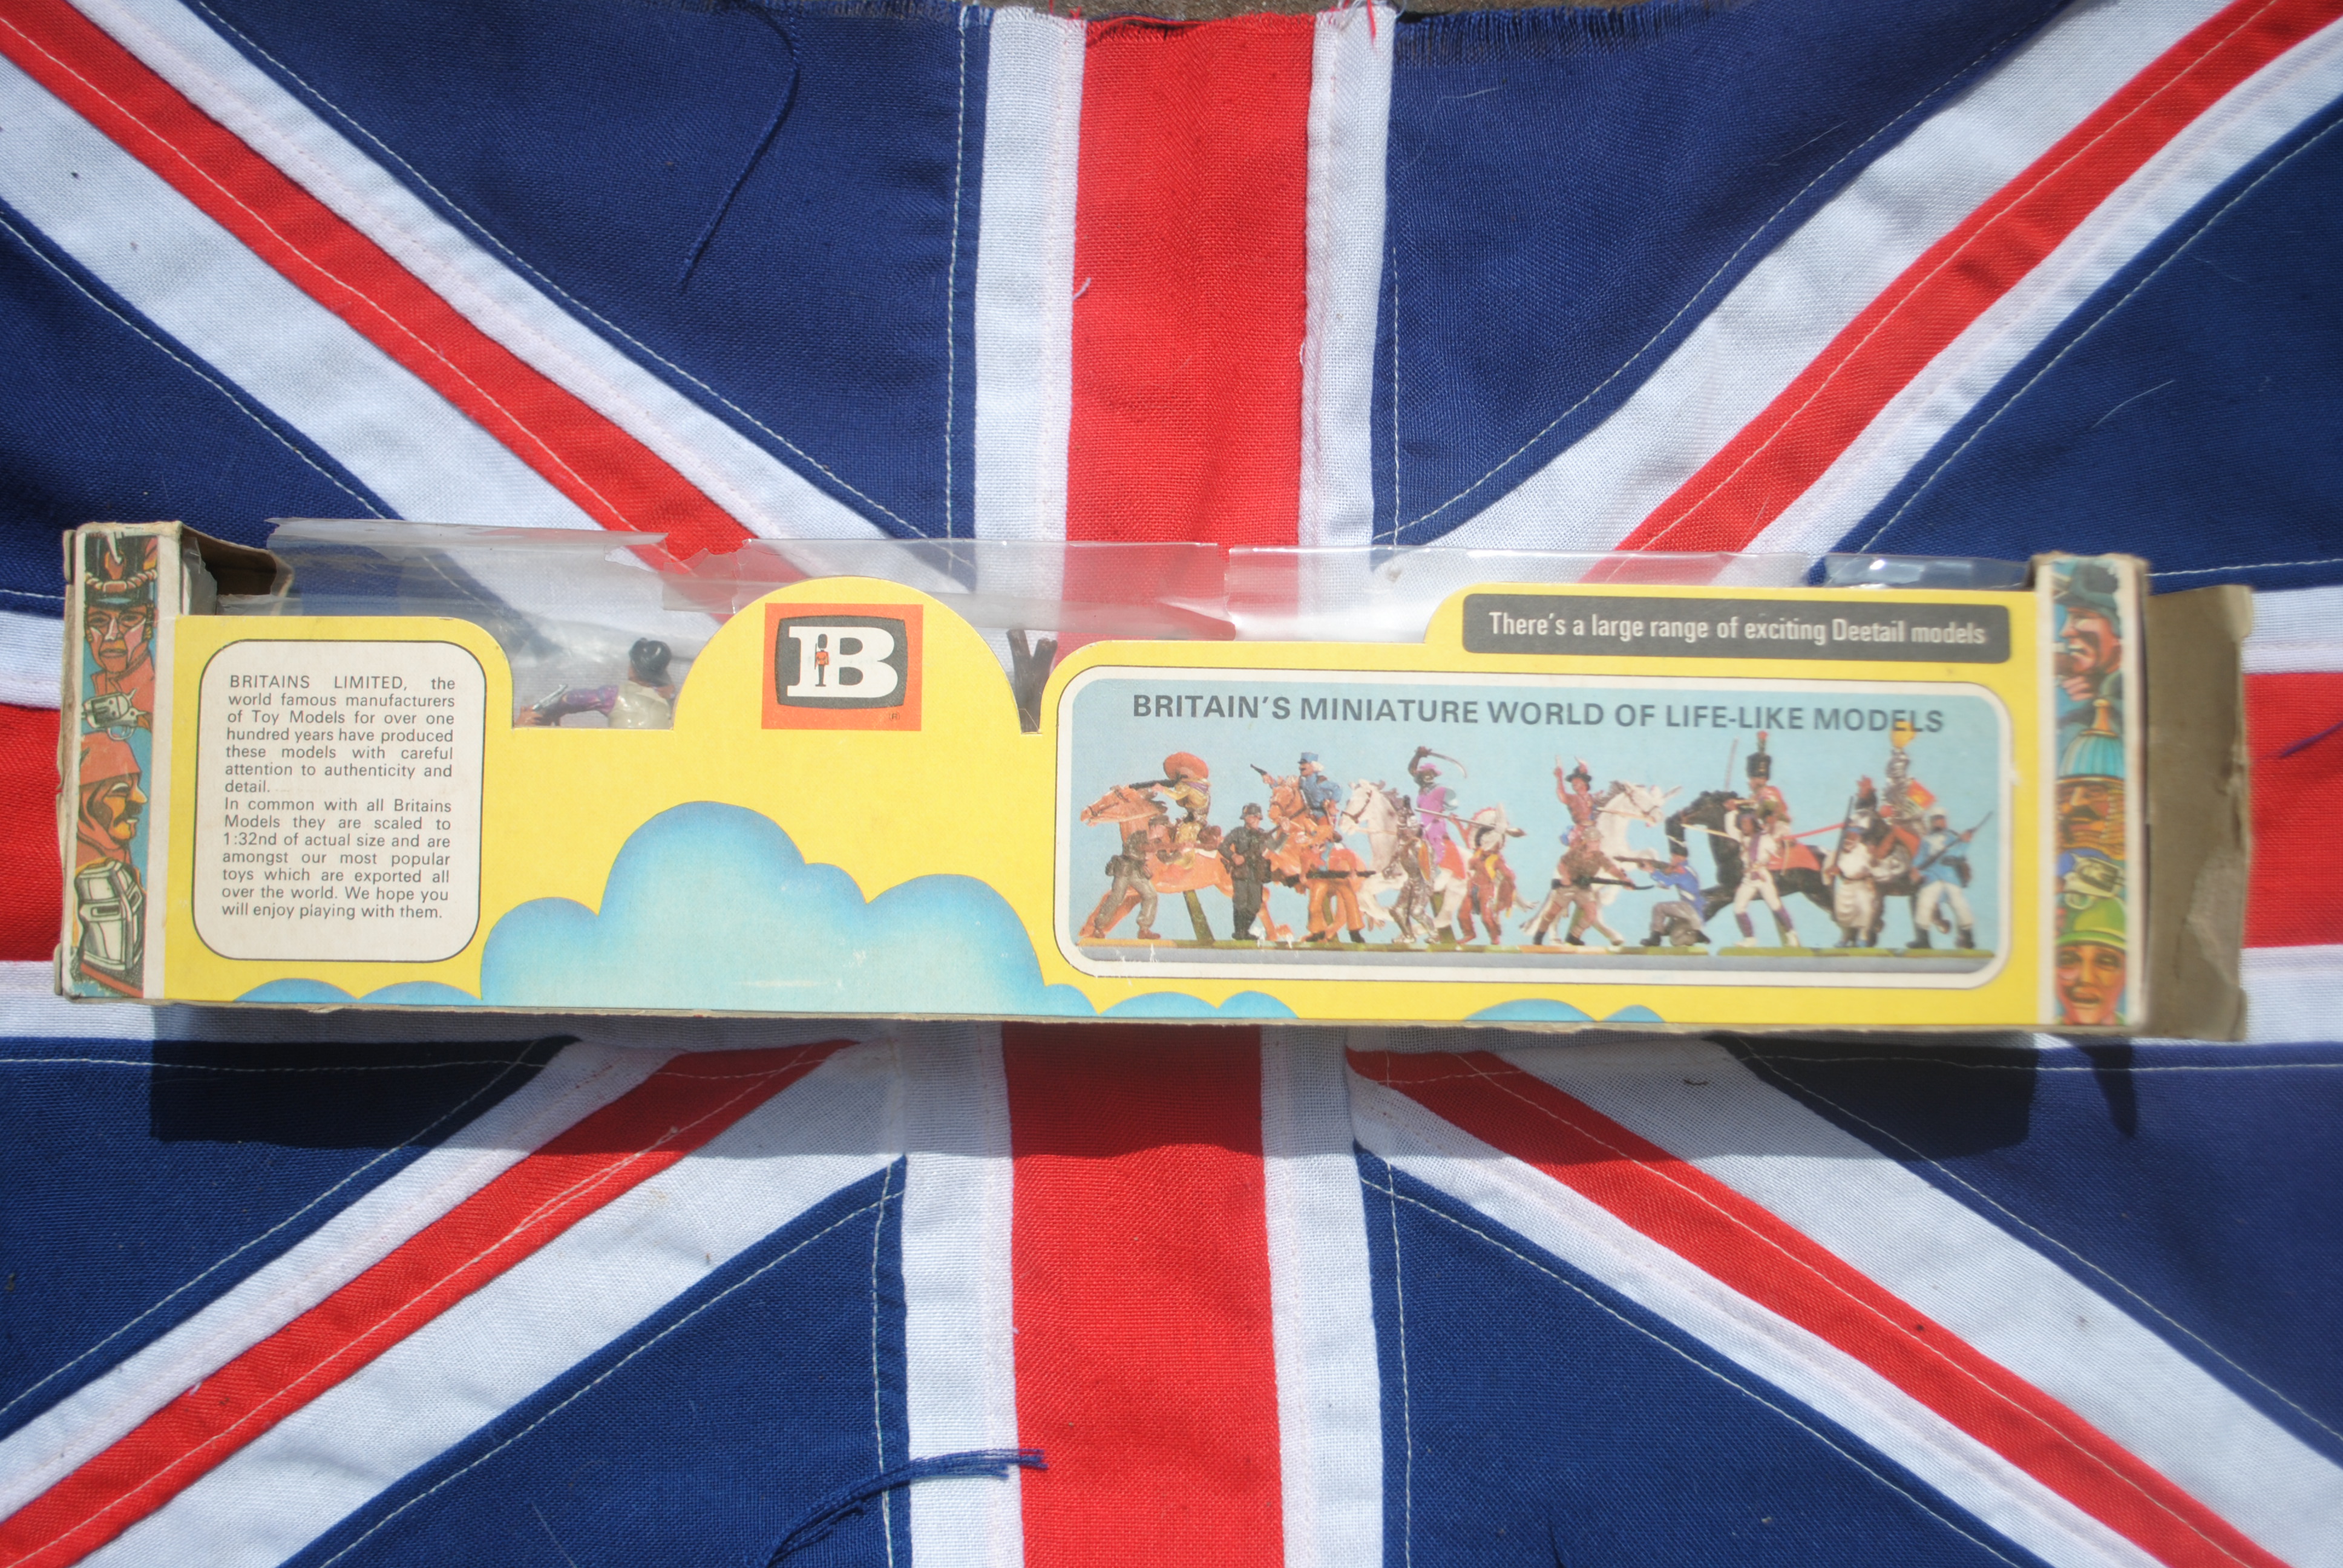 BRITAINS LIMITED, the
world famous manufacturers
of Toy Models for over one
hundred years have produced
these models with careful
attention to authenticity and
detail.
In common with all Britains
Models they are scaled to
1:32nd of actual size and are
amongst our most popular
toys which are exported all
over the world. We hope you
will enjoy playing with them.
B
There's a large range of exciting Deetail models
BRITAIN'S MINIATURE WORLD OF LIFE-LIKE MODELS